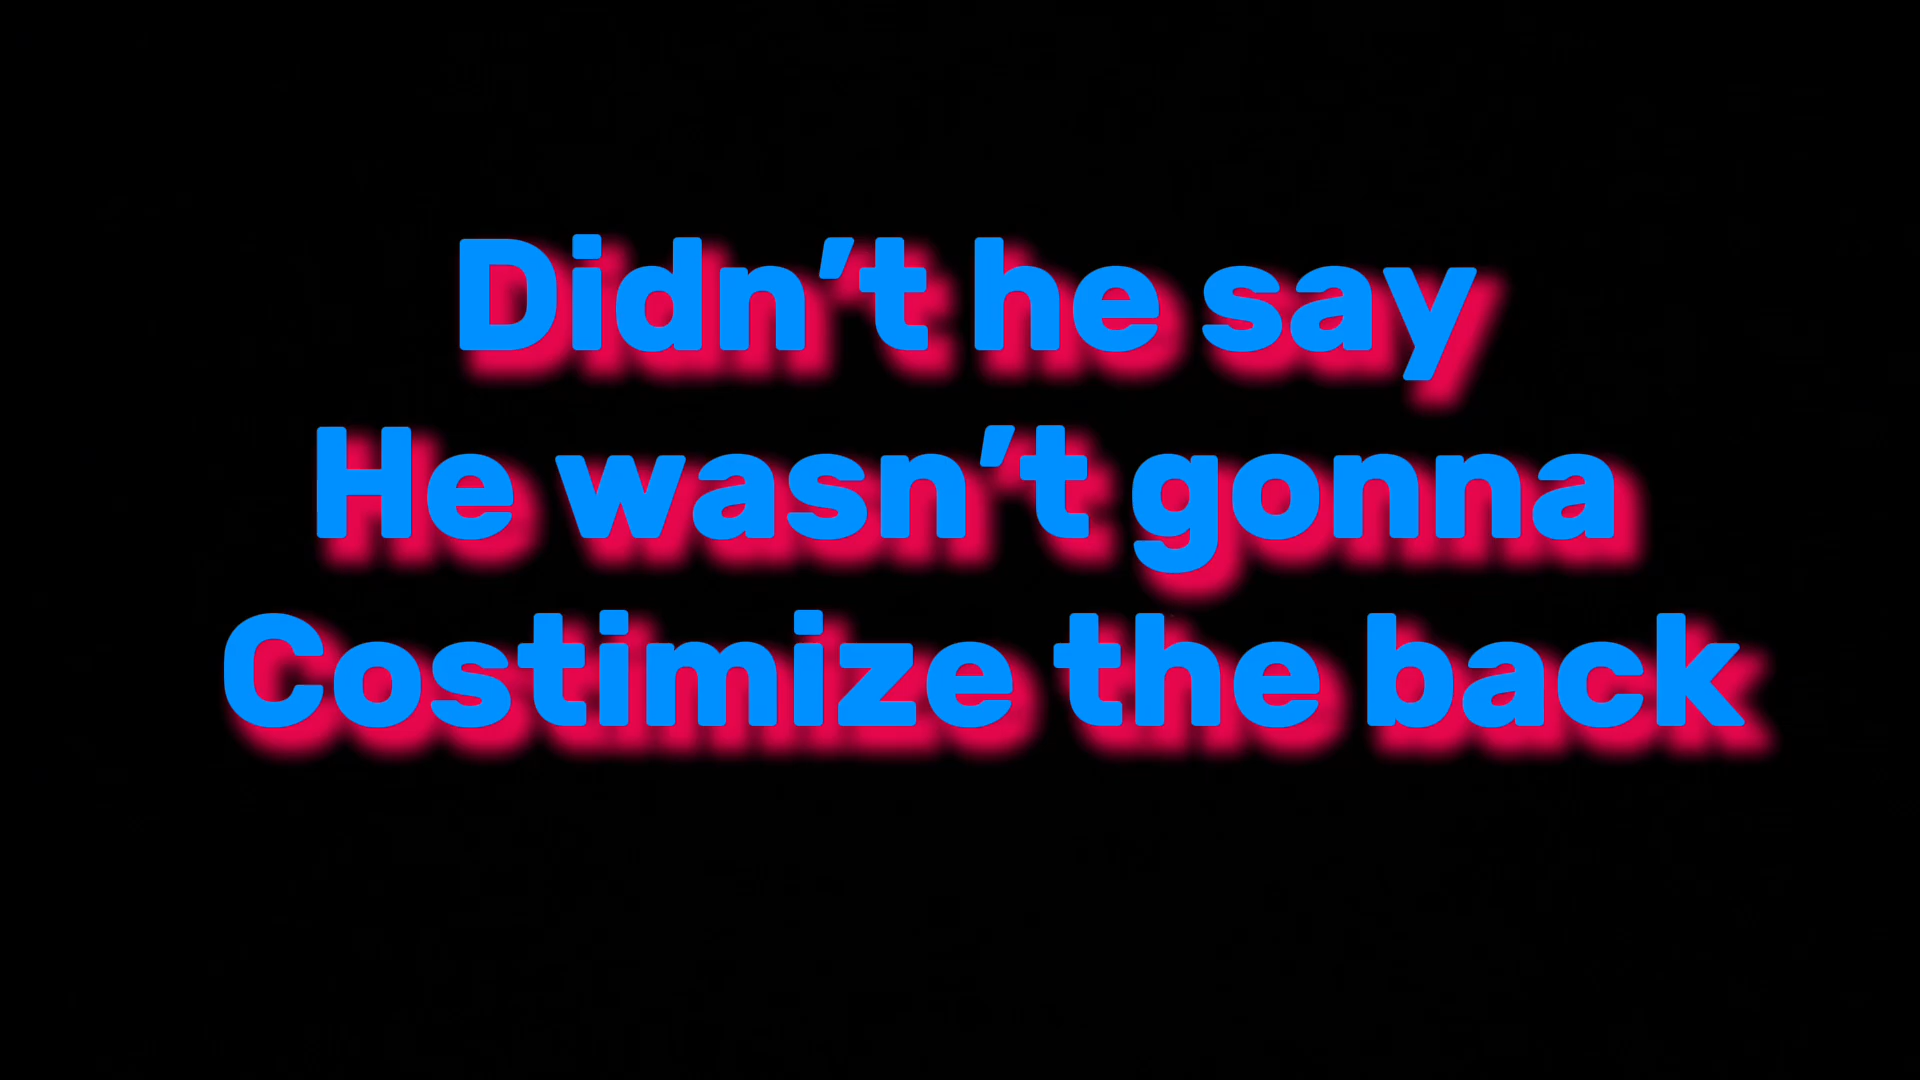 Didn’t he say
He wasn’t gonna
Costimize the back